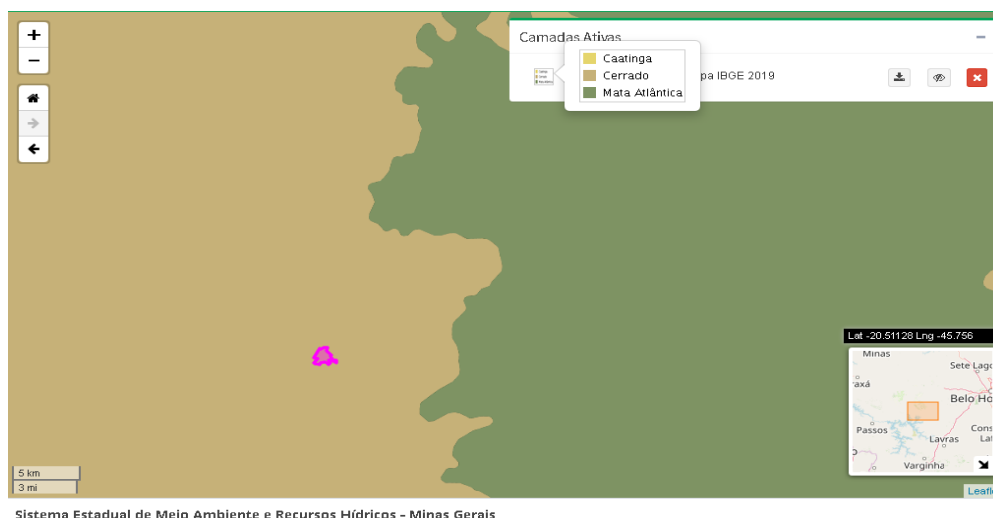 +
−
Camadas Ativas
Caatinga
Cerrado
Mata Atlântica
pa IBGE 2019
Lat -20.51128 Lng -45.756
Minas
Sete Lago
axá
Belo Ho
Passos
Cons
Lavras
Laf
Varginha
5 km
3 mi
Leafle
Sistema Estadual de Meio Ambiente e Recursos Hídricos - Minas Gerais